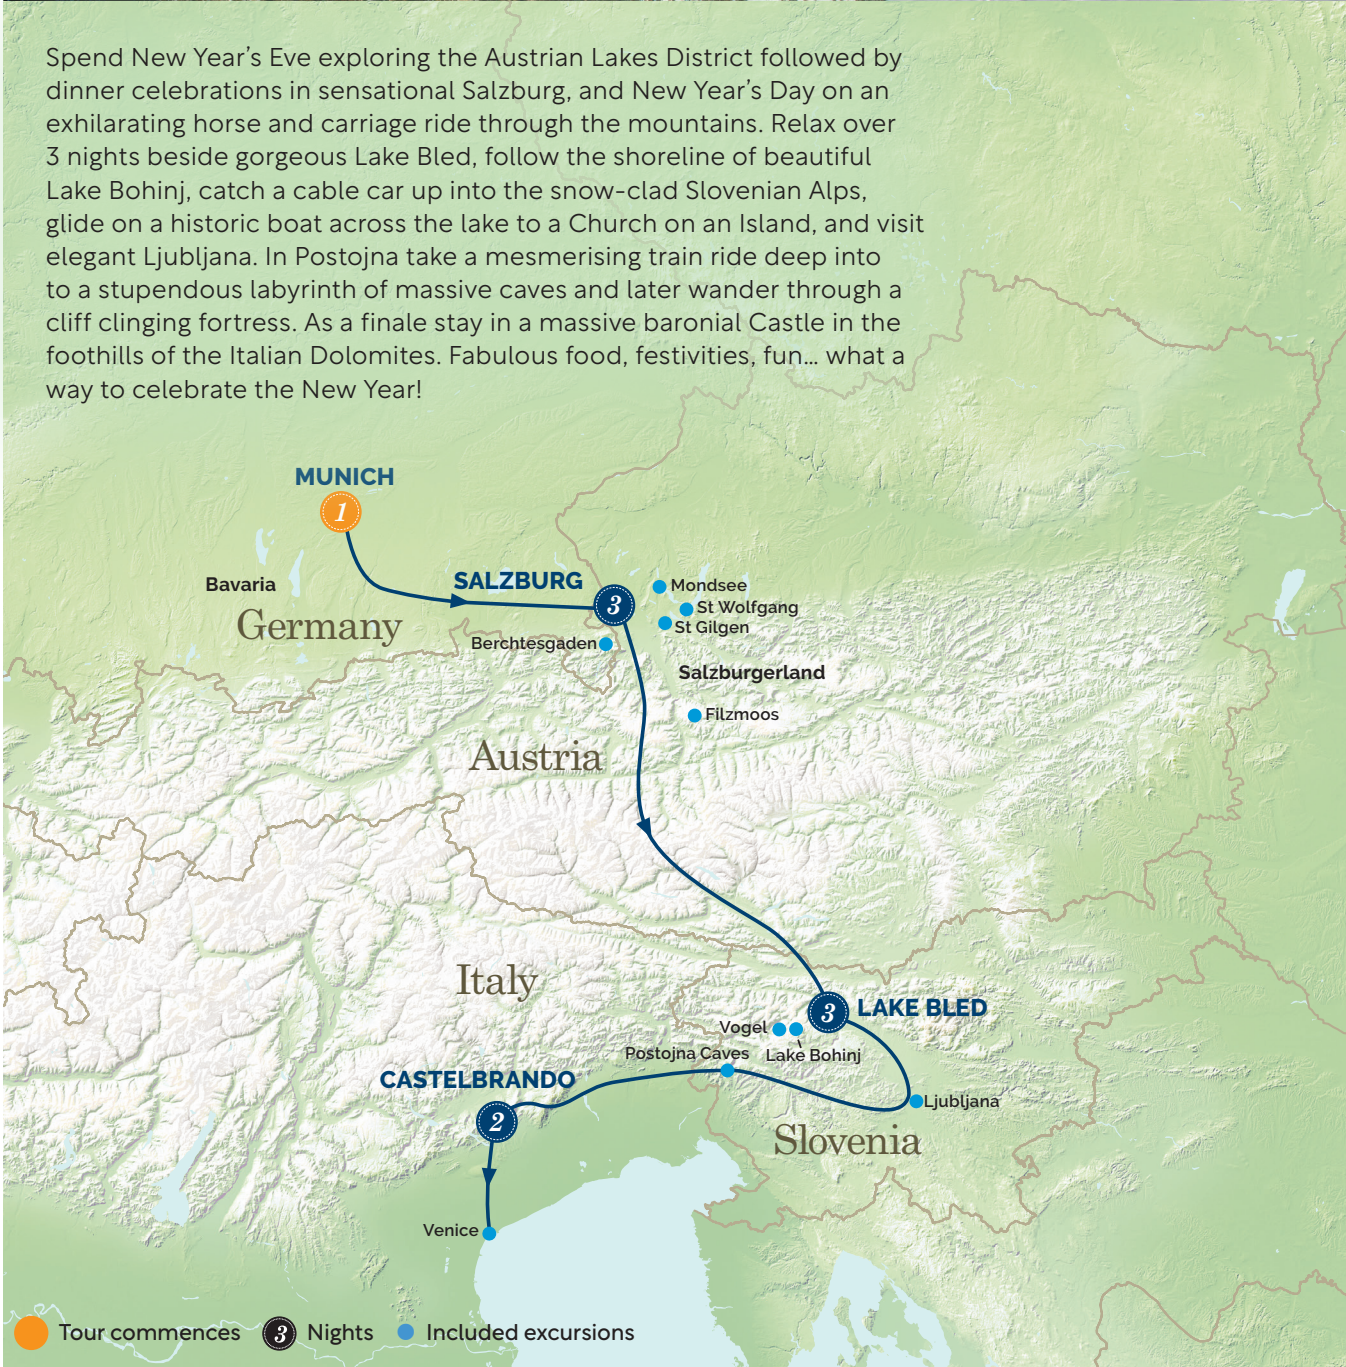 Spend New Year’s Eve exploring the Austrian Lakes District followed by
dinner celebrations in sensational Salzburg, and New Year’s Day on an
exhilarating horse and carriage ride through the mountains. Relax over
3 nights beside gorgeous Lake Bled, follow the shoreline of beautiful
Lake Bohinj, catch a cable car up into the snow-clad Slovenian Alps,
glide on a historic boat across the lake to a Church on an Island, and visit
elegant Ljubljana. In Postojna take a mesmerising train ride deep into
to a stupendous labyrinth of massive caves and later wander through a
cliff clinging fortress. As a finale stay in a massive baronial Castle in the
foothills of the Italian Dolomites. Fabulous food, festivities, fun... what a
way to celebrate the New Year!
MUNICH
1
SALZBURG
3
Mondsee
St Wolfgang
St Gilgen
Bavaria
Germany
Berchtesgaden
Salzburgerland
Filzmoos
Austria
Italy
3
LAKE BLED
Vogel
Lake Bohinj
Postojna Caves
CASTELBRANDO
2
Ljubljana
Slovenia
Venice
Tour commences
3
Nights
Included excursions